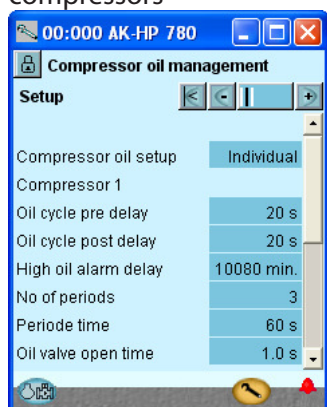 compressors
00:000 AK-HP 780
Compressor oil management
Setup
Compressor oil setup Individual
Compressor 1
Oil cycle pre delay 20 s
Oil cycle post delay 20 s
High oil alarm delay 10080 min.
No of periods 3
Periode time 60 s
Oil valve open time 1.0 s